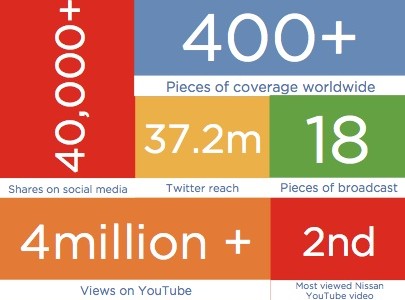 40,000+
Shares on social media
400+
Pieces of coverage worldwide
37.2m
Twitter reach
18
Pieces of broadcast
4million +
Views on YouTube
2nd
Most viewed Nissan
YouTube video